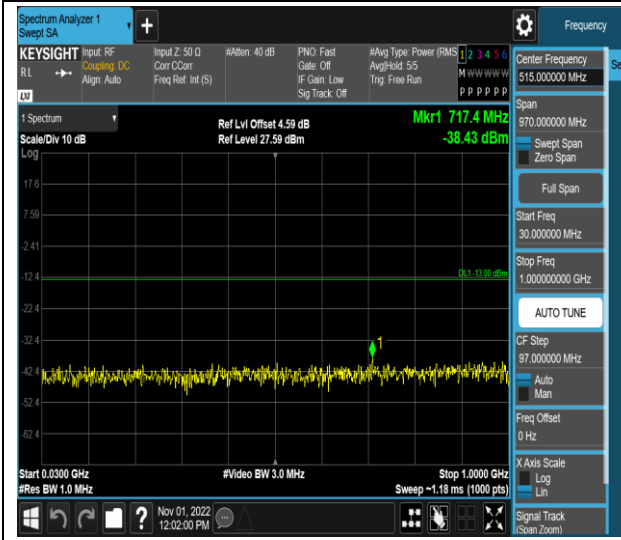 Spectrum Analyzer 1
Swept SA
+
Frequency
KEYSIGHT
RL
LXI
Input: RF
Coupling: DC
Align: Auto
Input Z: 50 Ω
Corr CCorr
Freq Ref: Int (S)
#Atten: 40 dB
PNO: Fast
Gate: Off
IF Gain: Low
Sig Track: Off
#Avg Type: Power (RMS
Avg|Hold: 5/5
Trig: Free Run
1 2 3 4 5 6
M W W W W W
P P P P P P
1 Spectrum
Scale/Div 10 dB
Log
Ref Lvl Offset 4.59 dB
Ref Level 27.59 dBm
Mkr1 717.4 MHz
-38.43 dBm
17.6
7.59
-2.41
-12.4
DL1 -13.00 dBm
-22.4
-32.4
1
-42.4
-52.4
-62.4
Start 0.0300 GHz
#Res BW 1.0 MHz
#Video BW 3.0 MHz
Stop 1.0000 GHz
Sweep ~1.18 ms (1000 pts)
?
Nov 01, 2022
12:02:00 PM
Center Frequency
515.000000 MHz
Se
Span
970.000000 MHz
Swept Span
Zero Span
Full Span
Start Freq
30.000000 MHz
Stop Freq
1.000000000 GHz
AUTO TUNE
CF Step
97.000000 MHz
Auto
Man
Freq Offset
0 Hz
X Axis Scale
Log
Lin
Signal Track
(Span Zoom)